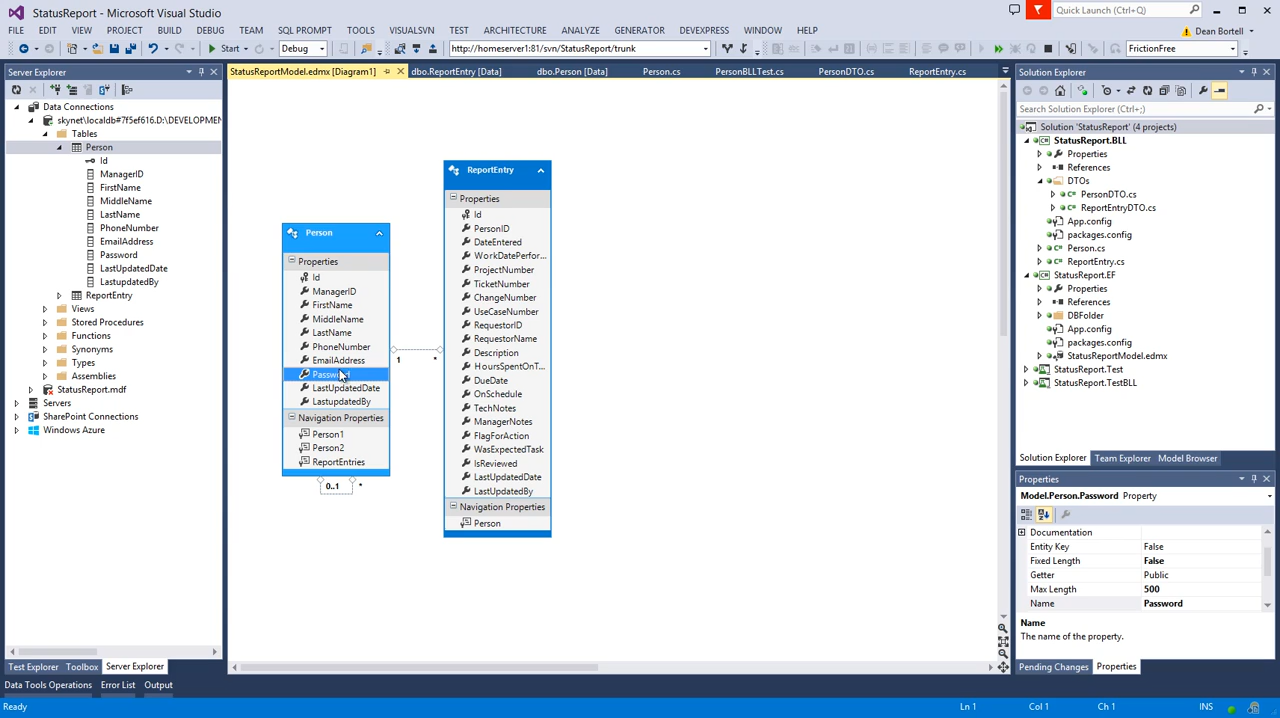 StatusReport - Microsoft Visual Studio
Quick Launch (Ctrl+;)
FILE EDIT VIEW PROJECT BUILD DEBUG TEAM SQL PROMPT TOOLS VISUALSVN TEST ARCHITECTURE ANALYZE GENERATOR DEVEXPRESS WINDOW HELP
Dean Bortell
Start Debug http://homeserver1:81/svn/StatusReport/trunk FrictionFree
Server Explorer
Data Connections
skynet\localdb#7f5ef616.D:\DEVELOPMEN
Tables
Person
Id
ManagerID
FirstName
MiddleName
LastName
PhoneNumber
EmailAddress
Password
LastUpdatedDate
LastupdatedBy
ReportEntry
Views
Stored Procedures
Functions
Synonyms
Types
Assemblies
StatusReport.mdf
Servers
SharePoint Connections
Windows Azure
Test Explorer Toolbox Server Explorer
StatusReportModel.edmx [Diagram1] dbo.ReportEntry [Data] dbo.Person [Data] Person.cs PersonBLLTest.cs PersonDTO.cs ReportEntry.cs
Person
Properties
Id
ManagerID
FirstName
MiddleName
LastName
PhoneNumber
EmailAddress
Password
LastUpdatedDate
LastupdatedBy
Navigation Properties
Person1
Person2
ReportEntries
0..1 *
1 *
ReportEntry
Properties
Id
PersonID
DateEntered
WorkDatePerfor...
ProjectNumber
TicketNumber
ChangeNumber
UseCaseNumber
RequestorID
RequestorName
Description
HoursSpentOnT...
DueDate
OnSchedule
TechNotes
ManagerNotes
FlagForAction
WasExpectedTask
IsReviewed
LastUpdatedDate
LastUpdatedBy
Navigation Properties
Person
Solution Explorer
Search Solution Explorer (Ctrl+;)
Solution 'StatusReport' (4 projects)
StatusReport.BLL
Properties
References
DTOs
PersonDTO.cs
ReportEntryDTO.cs
App.config
packages.config
Person.cs
ReportEntry.cs
StatusReport.EF
Properties
References
DBFolder
App.config
packages.config
StatusReportModel.edmx
StatusReport.Test
StatusReport.TestBLL
Solution Explorer Team Explorer Model Browser
Properties
Model.Person.Password Property
Documentation
Entity Key False
Fixed Length False
Getter Public
Max Length 500
Name Password
Name
The name of the property.
Pending Changes Properties
Data Tools Operations Error List Output
Ready Ln 1 Col 1 Ch 1 INS